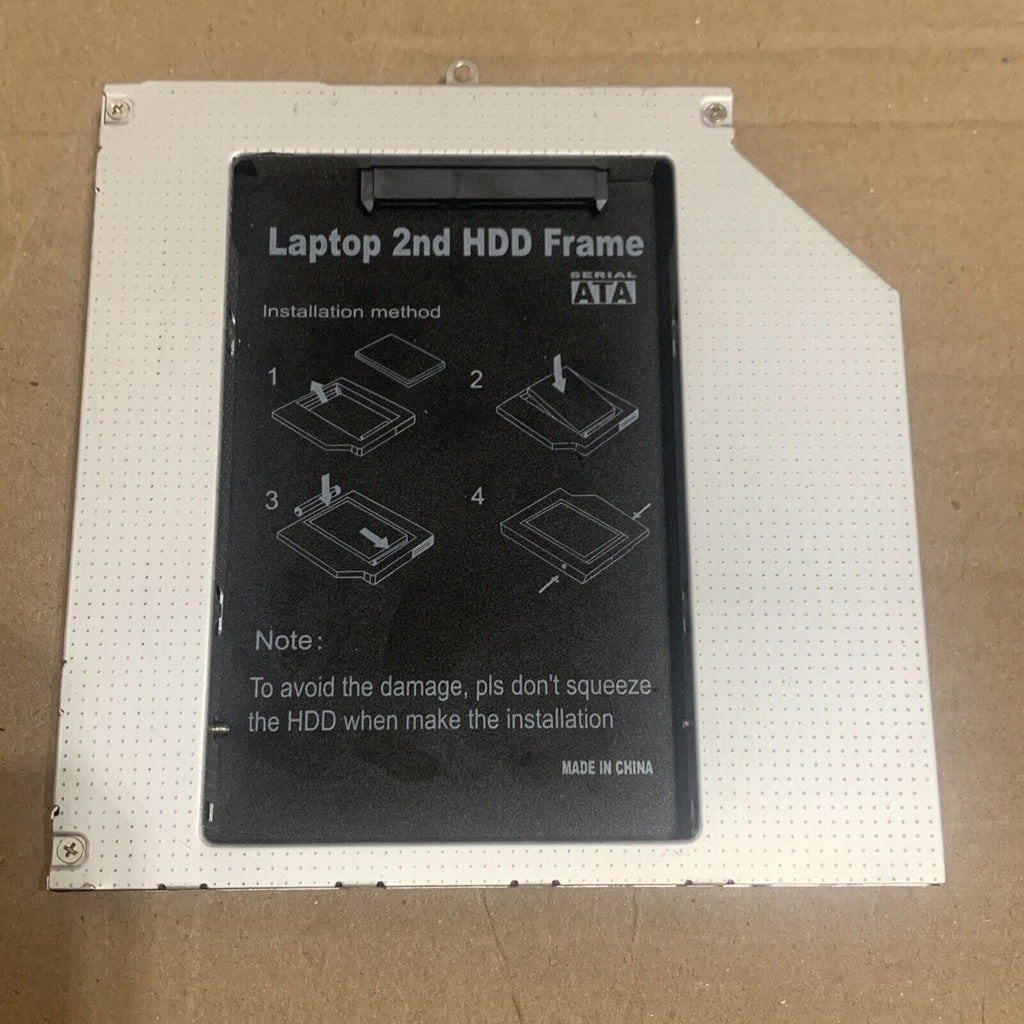 Laptop 2nd HDD Frame
SERIAL
ATA
Installation method
1
2
3
4
Note:
To avoid the damage, pls don't squeeze
the HDD when make the installation
MADE IN CHINA